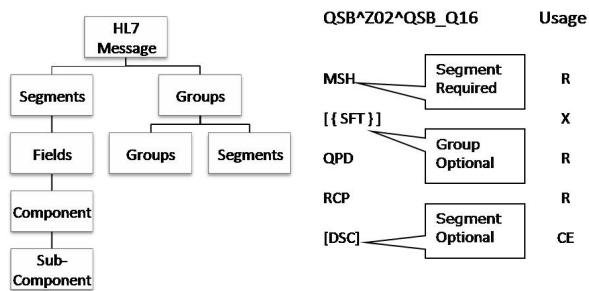 HL7
Message
Segments
Groups
Fields
Groups
Segments
Component
Sub-
Component
QSB^Z02^QSB_Q16 Usage
MSH Segment Required R
[ { SFT } ] X
QPD Group Optional R
RCP R
[DSC] Segment Optional CE